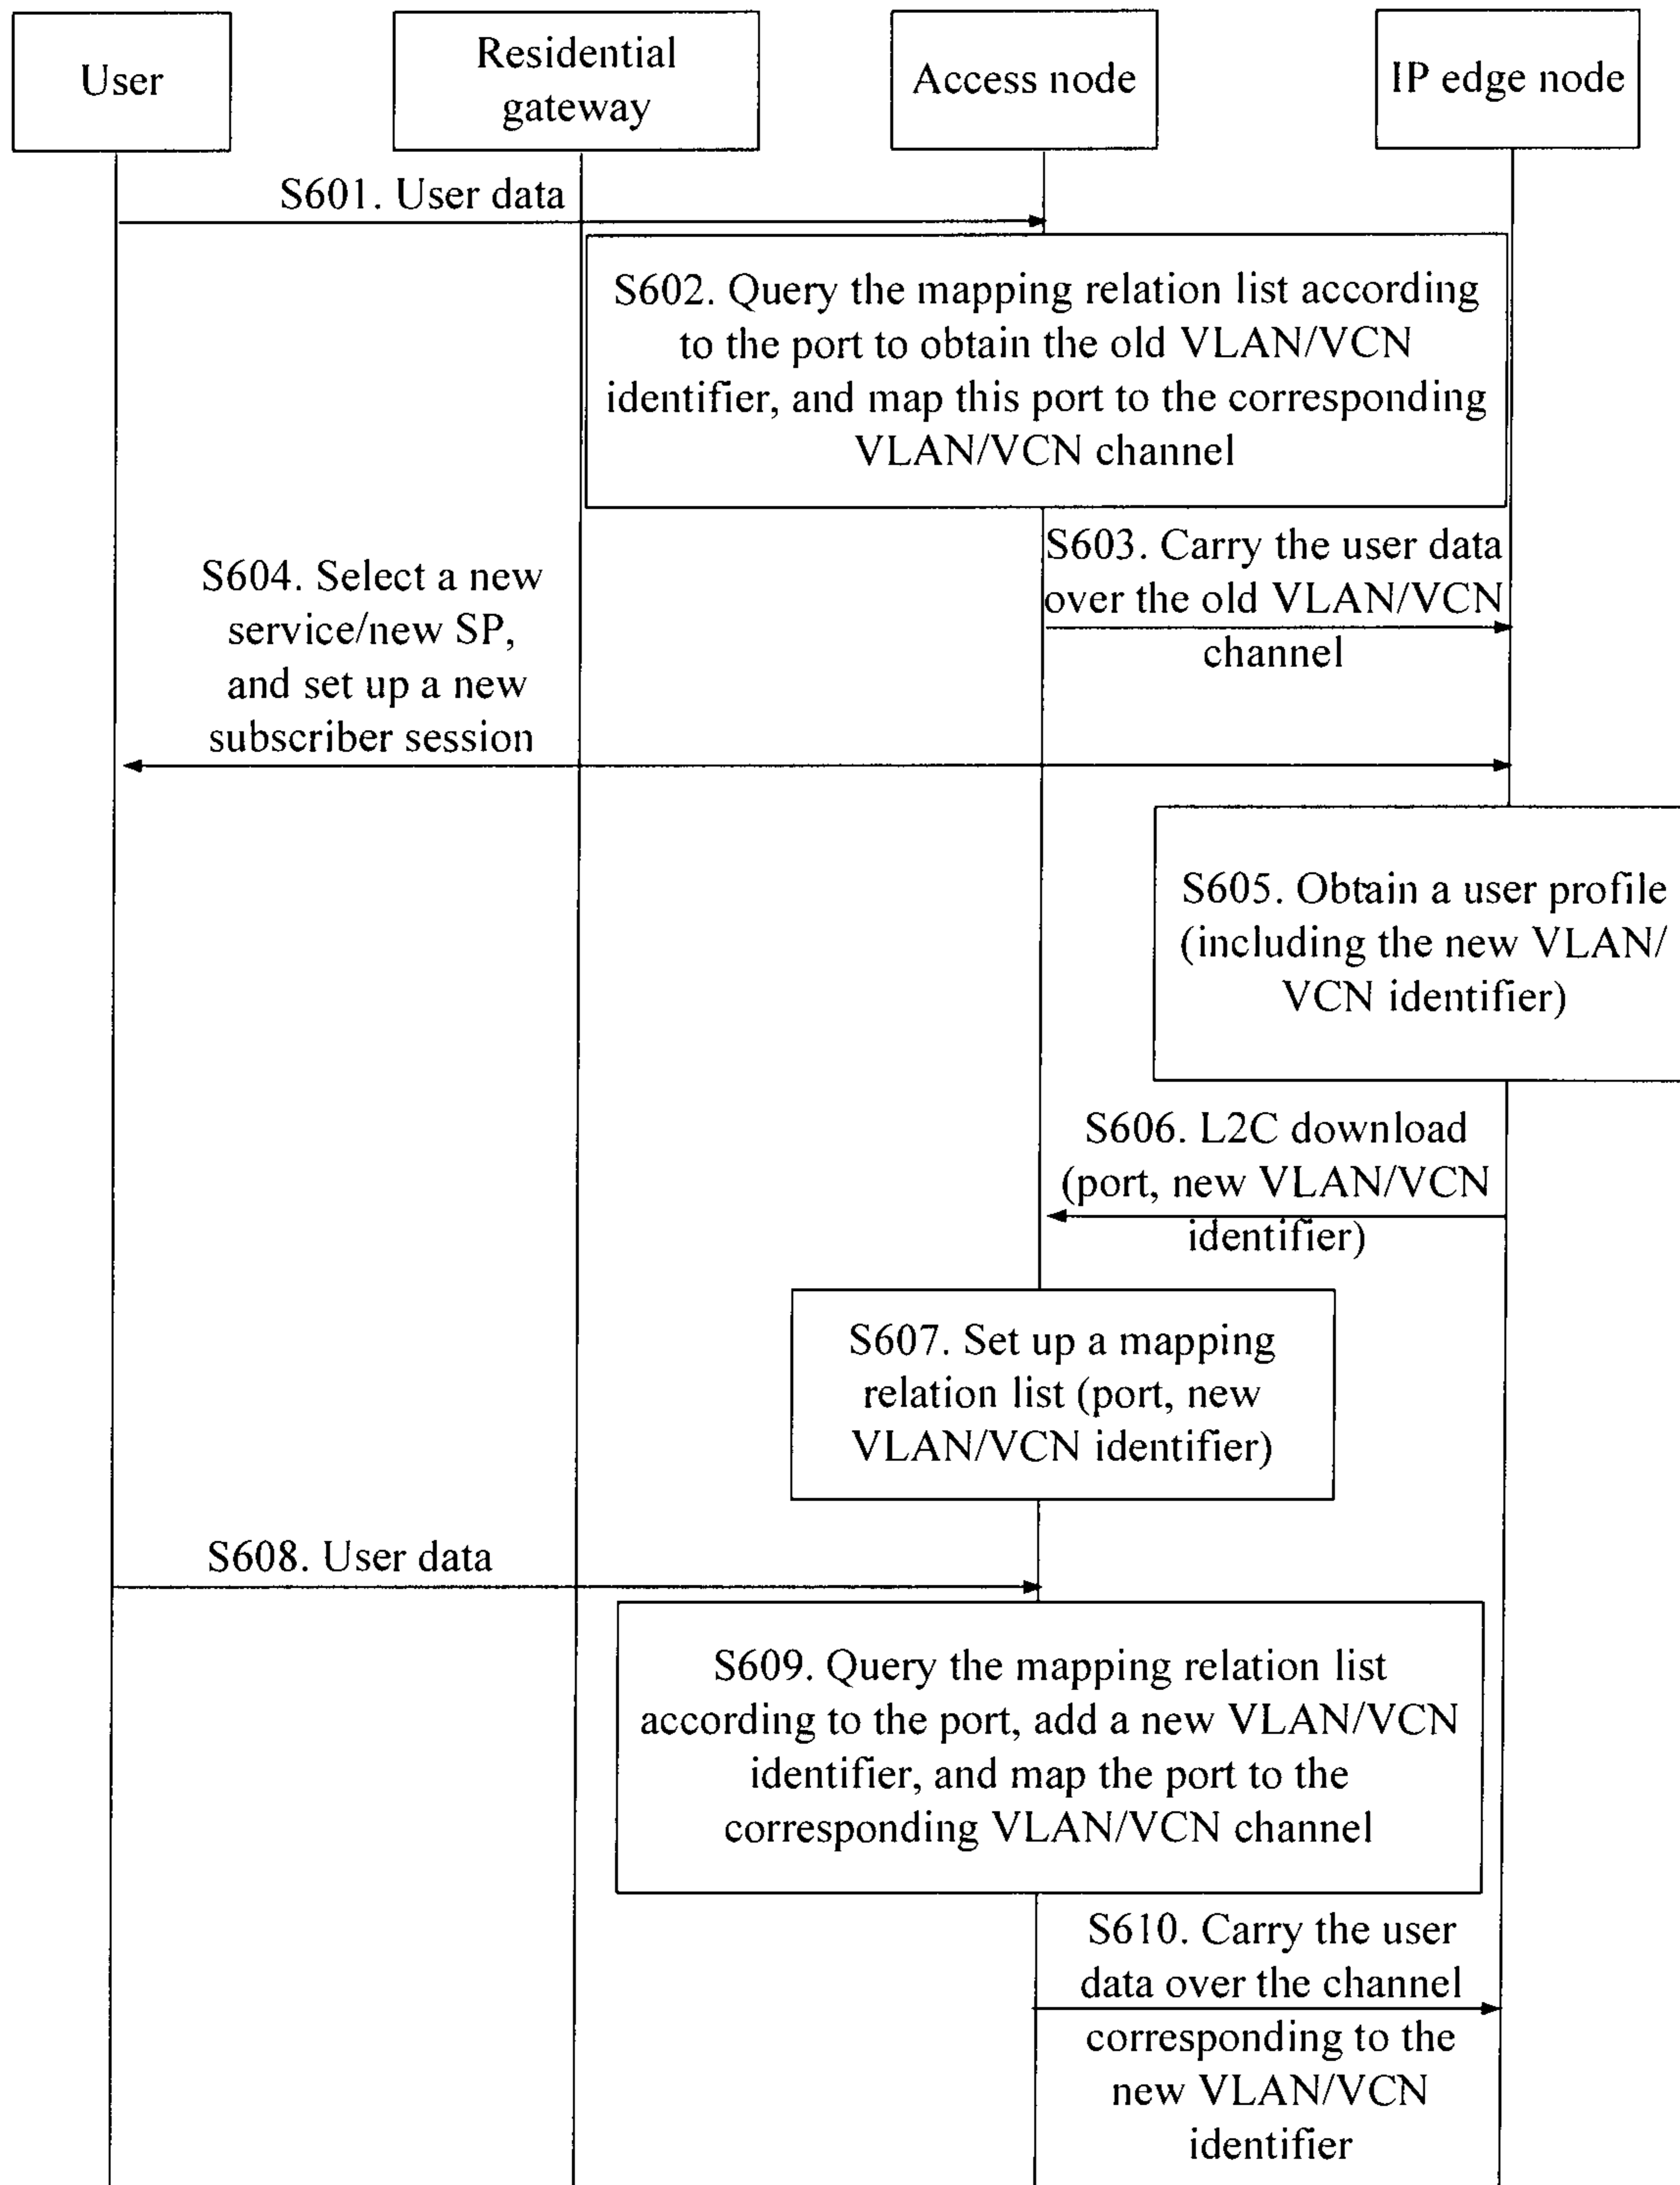 User
Residential
gateway
Access node
IP edge node
S601. User data
S602. Query the mapping relation list according
to the port to obtain the old VLAN/VCN
identifier, and map this port to the corresponding
VLAN/VCN channel
S603. Carry the user data
over the old VLAN/VCN
channel
S604. Select a new
service/new SP,
and set up a new
subscriber session
S605. Obtain a user profile
(including the new VLAN/
VCN identifier)
S606. L2C download
(port, new VLAN/VCN
identifier)
S607. Set up a mapping
relation list (port, new
VLAN/VCN identifier)
S608. User data
S609. Query the mapping relation list
according to the port, add a new VLAN/VCN
identifier, and map the port to the
corresponding VLAN/VCN channel
S610. Carry the user
data over the channel
corresponding to the
new VLAN/VCN
identifier